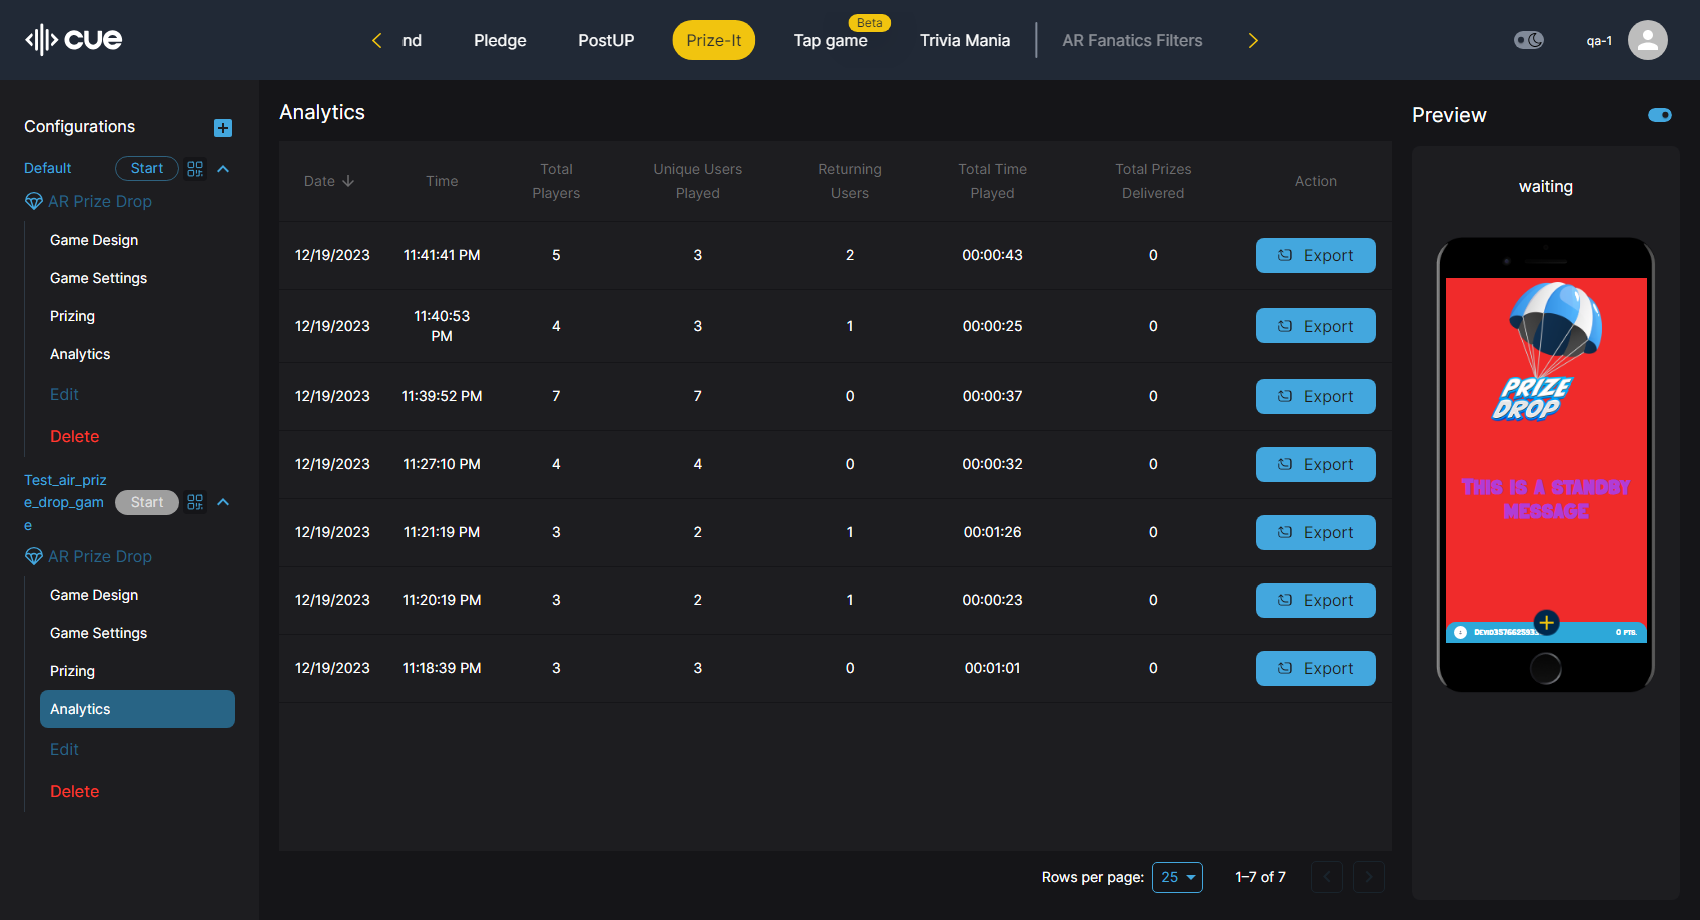 cue
nd
Pledge
PostUP
Prize-It
Beta
Tap game
Trivia Mania
AR Fanatics Filters
qa-1
Configurations
Default
Start
AR Prize Drop
Game Design
Game Settings
Prizing
Analytics
Edit
Delete
Test_air_priz
e_drop_gam
e
Start
AR Prize Drop
Game Design
Game Settings
Prizing
Analytics
Edit
Delete
Analytics
Date Time Total Players Unique Users Played Returning Users Total Time Played Total Prizes Delivered Action
12/19/2023 11:41:41 PM 5 3 2 00:00:43 0 Export
12/19/2023 11:40:53 PM 4 3 1 00:00:25 0 Export
12/19/2023 11:39:52 PM 7 7 0 00:00:37 0 Export
12/19/2023 11:27:10 PM 4 4 0 00:00:32 0 Export
12/19/2023 11:21:19 PM 3 2 1 00:01:26 0 Export
12/19/2023 11:20:19 PM 3 2 1 00:00:23 0 Export
12/19/2023 11:18:39 PM 3 3 0 00:01:01 0 Export
Rows per page: 25 1–7 of 7
Preview
waiting
PRIZE
DROP
THIS IS A STANDBY
MESSAGE
0 PTS.